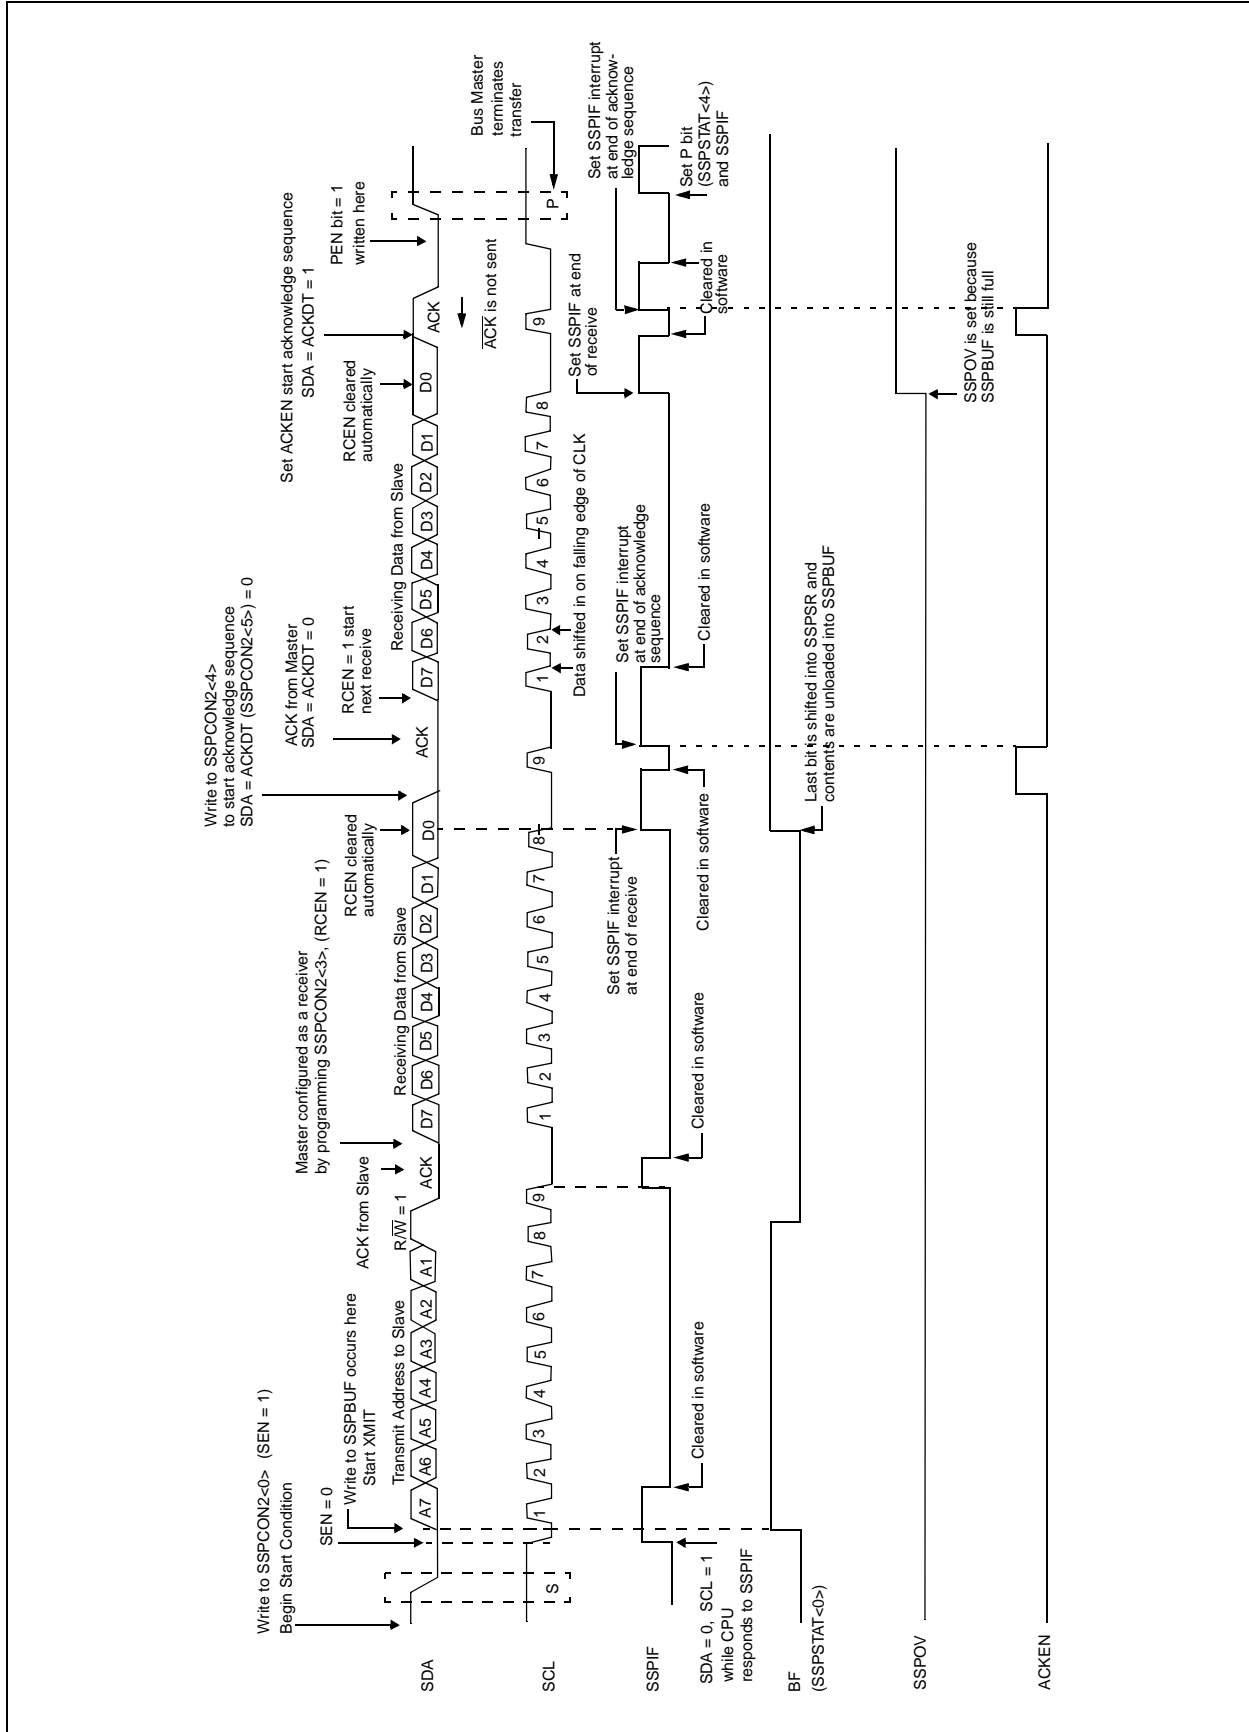 Write to SSPCON2<0> (SEN = 1)
Begin Start Condition
SEN = 0
Write to SSPBUF occurs here
Start XMIT
Transmit Address to Slave
R/W = 1
ACK from Slave
Master configured as a receiver
by programming SSPCON2<3>, (RCEN = 1)
Receiving Data from Slave
RCEN cleared
automatically
Write to SSPCON2<4>
to start acknowledge sequence
SDA = ACKDT (SSPCON2<5>) = 0
ACK from Master
SDA = ACKDT = 0
RCEN = 1 start
next receive
Receiving Data from Slave
RCEN cleared
automatically
Set ACKEN start acknowledge sequence
SDA = ACKDT = 1
PEN bit = 1
written here
SDA
A7 A6 A5 A4 A3 A2 A1
ACK
D7 D6 D5 D4 D3 D2 D1 D0
ACK
D7 D6 D5 D4 D3 D2 D1 D0
ACK
ACK is not sent
Bus Master
terminates
transfer
SCL
S
1 2 3 4 5 6 7 8 9
1 2 3 4 5 6 7 8 9
1 2 3 4 5 6 7 8 9
P
Data shifted in on falling edge of CLK
Set SSPIF interrupt
at end of receive
Set SSPIF interrupt
at end of acknowledge
sequence
Set SSPIF at end
of receive
Set SSPIF interrupt
at end of acknow-
ledge sequence
SSPIF
SDA = 0, SCL = 1
while CPU
responds to SSPIF
Cleared in software
Cleared in software
Cleared in software
Cleared in software
Cleared in
software
Set P bit
(SSPSTAT<4>)
and SSPIF
BF
(SSPSTAT<0>)
Last bit is shifted into SSPSR and
contents are unloaded into SSPBUF
SSPOV
SSPOV is set because
SSPBUF is still full
ACKEN